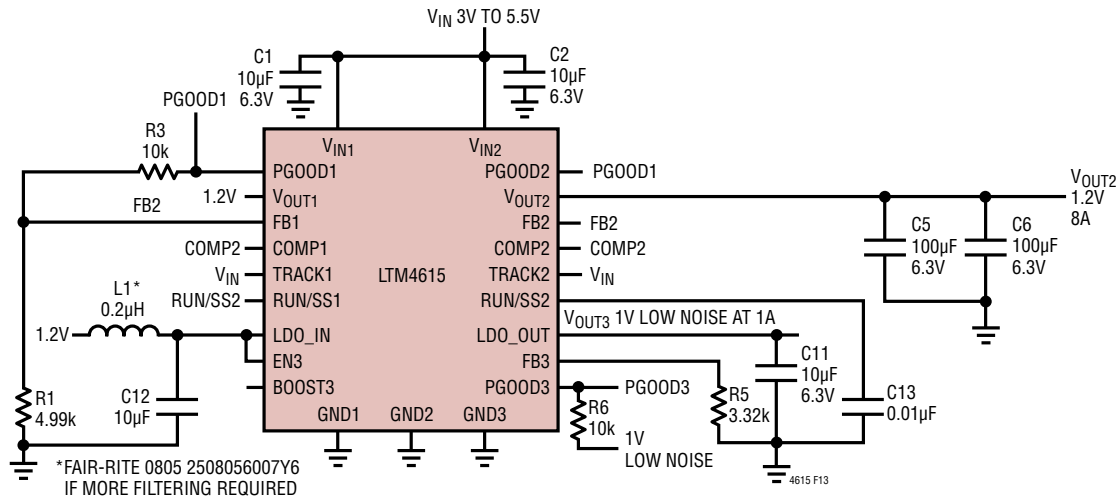 VIN 3V TO 5.5V
C1
10µF
6.3V
C2
10µF
6.3V
PGOOD1
R3
10k
VIN1
VIN2
PGOOD1
PGOOD2
PGOOD1
1.2V
VOUT1
VOUT2
VOUT2
1.2V
8A
FB2
FB1
FB2
FB2
COMP2
COMP1
COMP2
COMP2
C5
100µF
6.3V
C6
100µF
6.3V
VIN
TRACK1
LTM4615
TRACK2
VIN
L1*
0.2µH
RUN/SS2
RUN/SS1
RUN/SS2
1.2V
LDO_IN
LDO_OUT
VOUT3 1V LOW NOISE AT 1A
EN3
FB3
C11
10µF
6.3V
BOOST3
PGOOD3
PGOOD3
R1
4.99k
C12
10µF
GND1
GND2
GND3
R6
10k
R5
3.32k
C13
0.01µF
1V
LOW NOISE
*FAIR-RITE 0805 2508056007Y6
IF MORE FILTERING REQUIRED
4615 F13